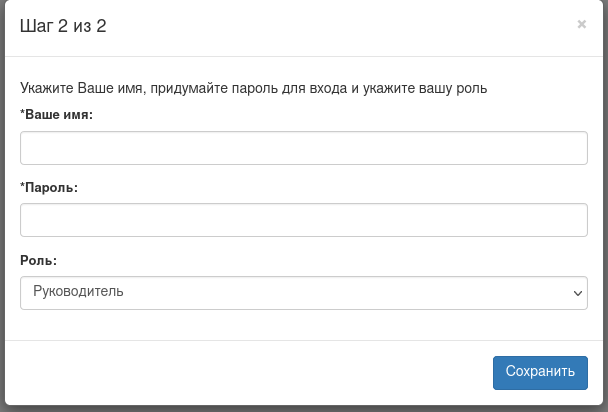 Шаг 2 из 2
×
Укажите Ваше имя, придумайте пароль для входа и укажите вашу роль
*Ваше имя:
*Пароль:
Роль:
Руководитель
Сохранить